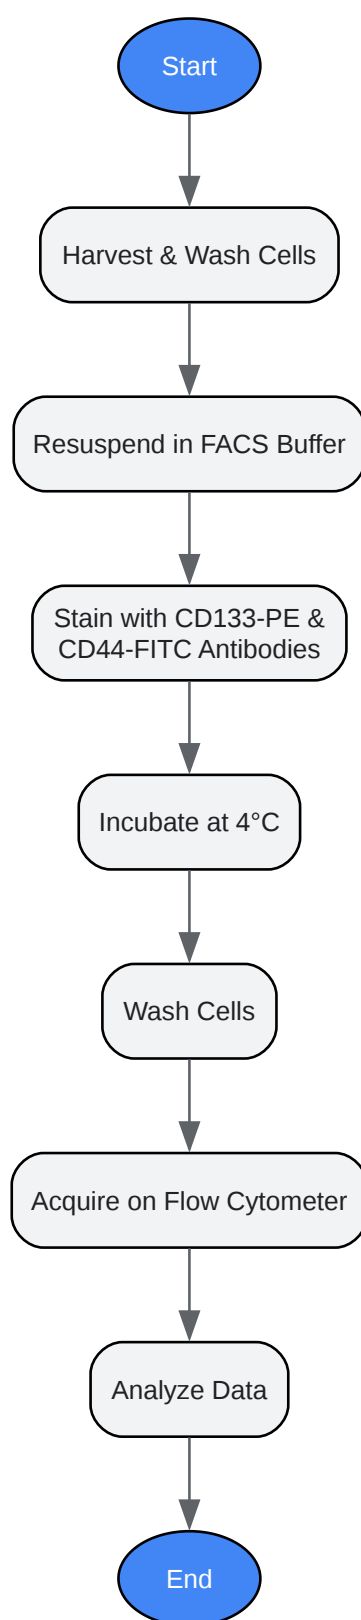 Start
Harvest & Wash Cells
Resuspend in FACS Buffer
Stain with CD133-PE &
CD44-FITC Antibodies
Incubate at 4°C
Wash Cells
Acquire on Flow Cytometer
Analyze Data
End